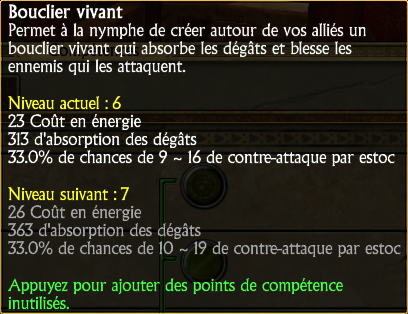 Bouclier vivant
Permet à la nymphe de créer autour de vos alliés un
bouclier vivant qui absorbe les dégâts et blesse les
ennemis qui les attaquent.
Niveau actuel : 6
23 Coût en énergie
313 d'absorption des dégâts
33.0% de chances de 9 ~ 16 de contre-attaque par estoc
Niveau suivant : 7
26 Coût en énergie
363 d'absorption des dégâts
33.0% de chances de 10 ~ 19 de contre-attaque par estoc
Appuyez pour ajouter des points de compétence
inutilisés.